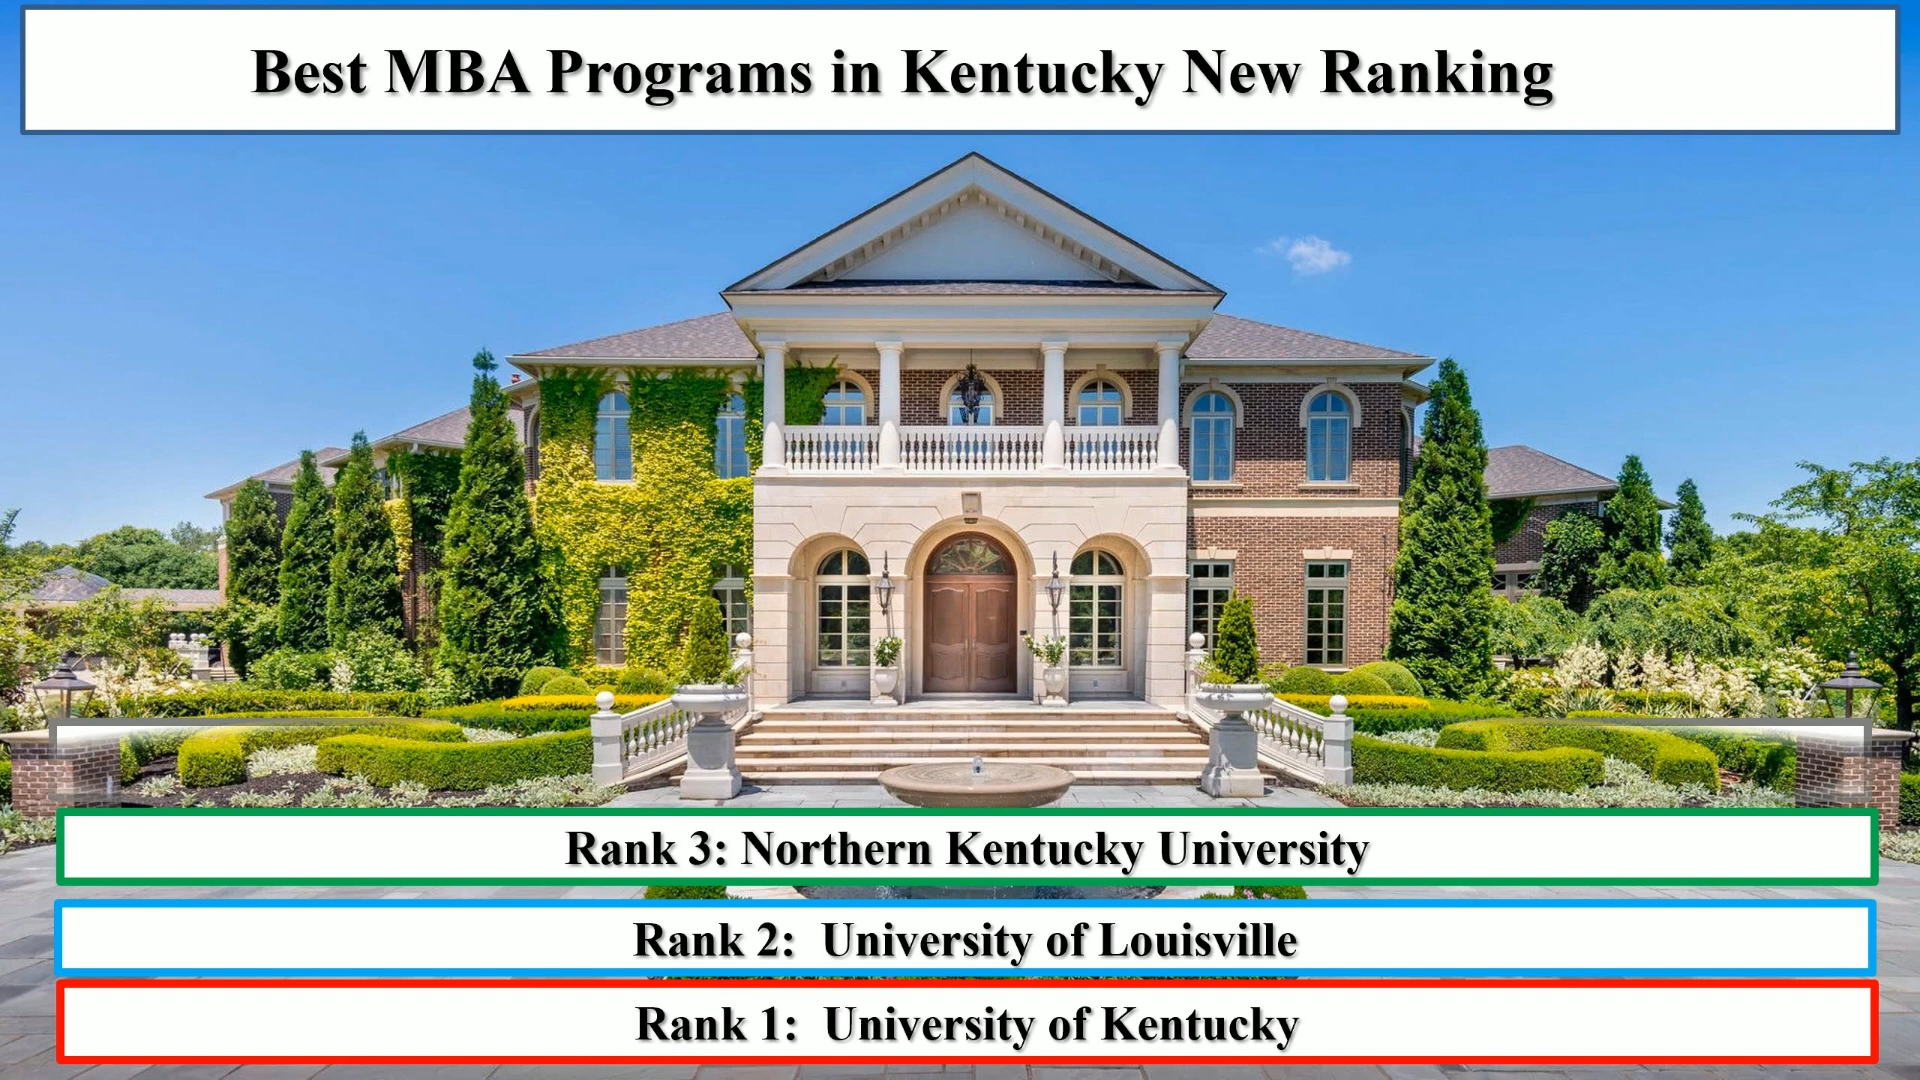 Best MBA Programs in Kentucky New Ranking
Rank 3: Northern Kentucky University
Rank 2: University of Louisville
Rank 1: University of Kentucky